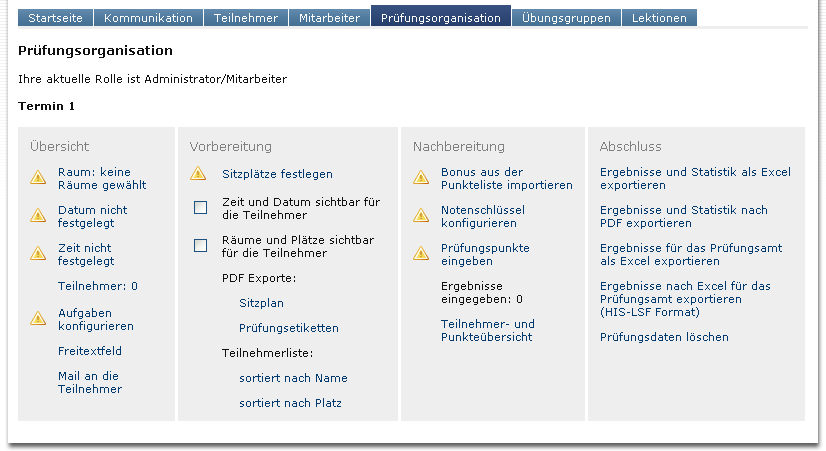 Startseite Kommunikation Teilnehmer Mitarbeiter Prüfungsorganisation Übungsgruppen Lektionen
Prüfungsorganisation
Ihre aktuelle Rolle ist Administrator/Mitarbeiter
Termin 1
Übersicht
Raum: keine
Räume gewählt
Datum nicht
festgelegt
Zeit nicht
festgelegt
Teilnehmer: 0
Aufgaben
konfigurieren
Freitextfeld
Mail an die
Teilnehmer
Vorbereitung
Sitzplätze festlegen
Zeit und Datum sichtbar für
die Teilnehmer
Räume und Plätze sichtbar
für die Teilnehmer
PDF Exporte:
Sitzplan
Prüfungsetiketten
Teilnehmerliste:
sortiert nach Name
sortiert nach Platz
Nachbereitung
Bonus aus der
Punkteliste importieren
Notenschlüssel
konfigurieren
Prüfungspunkte
eingeben
Ergebnisse
eingegeben: 0
Teilnehmer- und
Punkteübersicht
Abschluss
Ergebnisse und Statistik als Excel
exportieren
Ergebnisse und Statistik nach
PDF exportieren
Ergebnisse für das Prüfungsamt
als Excel exportieren
Ergebnisse nach Excel für das
Prüfungsamt exportieren
(HIS-LSF Format)
Prüfungsdaten löschen